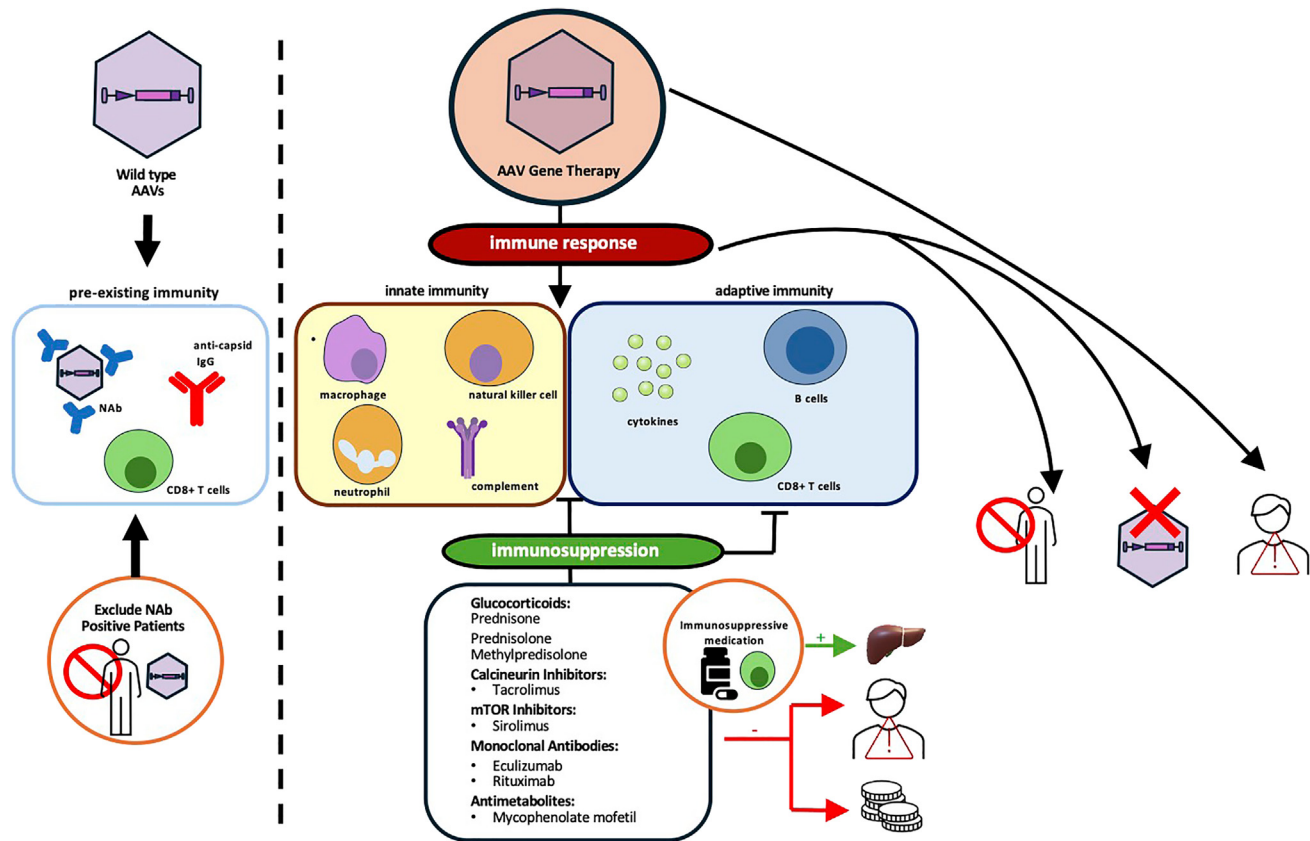 Wild type
AAVs
pre-existing immunity
anti-capsid
IgG
NAb
CD8+ T cells
Exclude NAb
Positive Patients
AAV Gene Therapy
immune response
innate immunity
adaptive immunity
macrophage
natural killer cell
neutrophil
complement
cytokines
B cells
CD8+ T cells
immunosuppression
Glucocorticoids:
Prednisone
Prednisolone
Methylpredisolone
Calcineurin Inhibitors:
• Tacrolimus
mTOR Inhibitors:
• Sirolimus
Monoclonal Antibodies:
• Eculizumab
• Rituximab
Antimetabolites:
• Mycophenolate mofetil
Immunosuppressive
medication
+
-